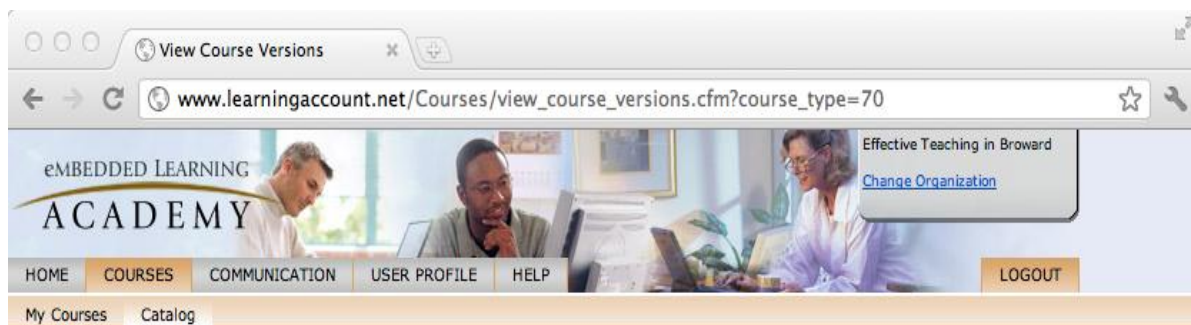 View Course Versions
www.learningaccount.net/Courses/view_course_versions.cfm?course_type=70
Effective Teaching in Broward
Change Organization
eMBEDDED LEARNING
ACADEMY
HOME COURSES COMMUNICATION USER PROFILE HELP LOGOUT
My Courses Catalog